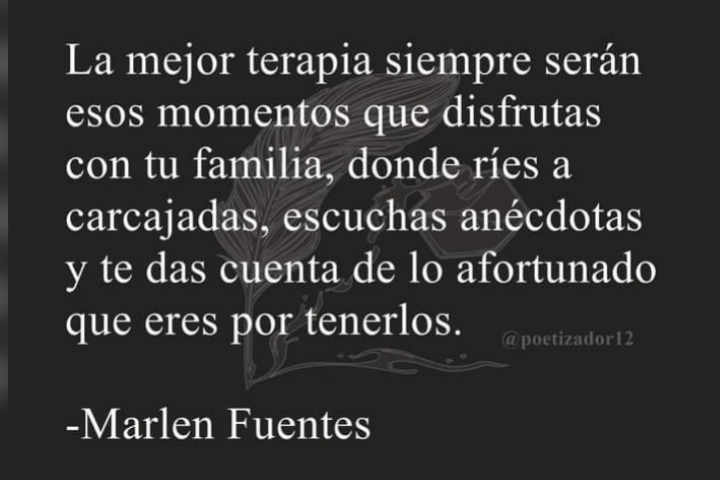 La mejor terapia siempre serán
esos momentos que disfrutas
con tu familia, donde ríes a
carcajadas, escuchas anécdotas
y te das cuenta de lo afortunado
que eres por tenerlos.
@poetizador12
-Marlen Fuentes